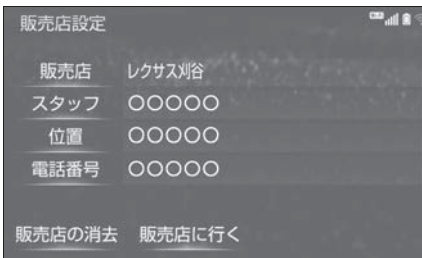 販売店設定
販売店 レクサス刈谷
スタッフ ○○○○○
位置 ○○○○○
電話番号 ○○○○○
販売店の消去 販売店に行く